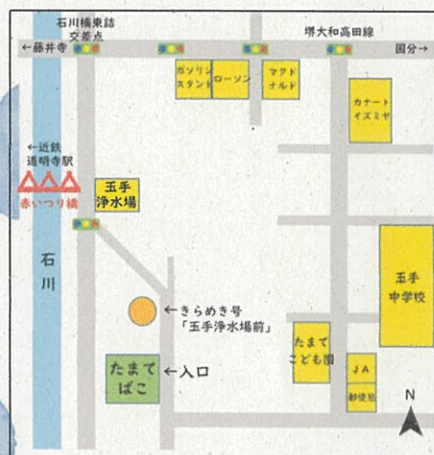 石川橋東詰
交差点
堺大和高田線
←藤井寺
国分→
ガソリン
スタンド
ローソン
マクド
ナルド
カナート
イズミヤ
←近鉄
道明寺駅
赤いつり橋
玉手
浄水場
石川
玉手
中学校
←きらめき号
「玉手浄水場前」
たまて
こども園
たまて
ばこ
←入口
JA
郵便局
N